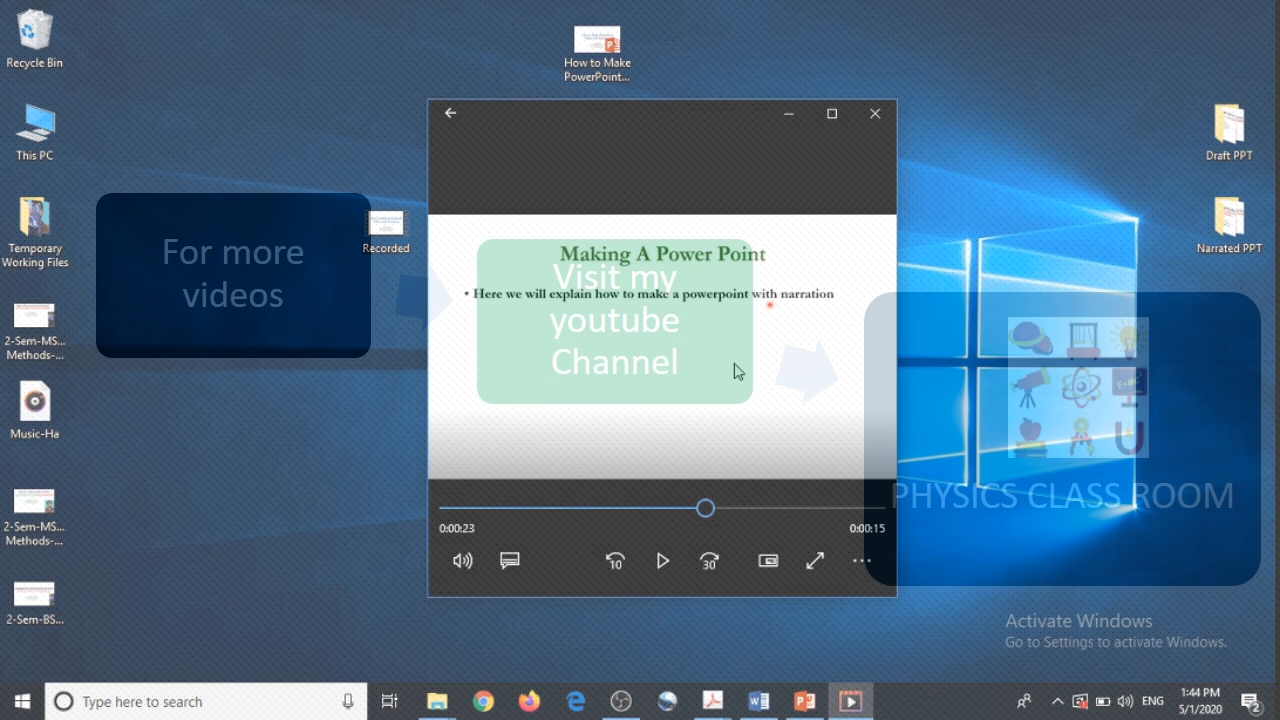 Recycle Bin
How to Make
PowerPoint...
This PC
Draft PPT
Temporary
Working Files
Recorded
Narrated PPT
For more
videos
Making A Power Point
• Here we will explain how to make a powerpoint with narration
Visit my
youtube
Channel
2-Sem-MS...
Methods-...
Music-Ha
E=mc²
PHYSICS CLASS ROOM
2-Sem-MS...
Methods-...
0:00:23
0:00:15
10
30
2-Sem-BS...
Activate Windows
Go to Settings to activate Windows.
Type here to search
ENG
1:44 PM
5/1/2020
2